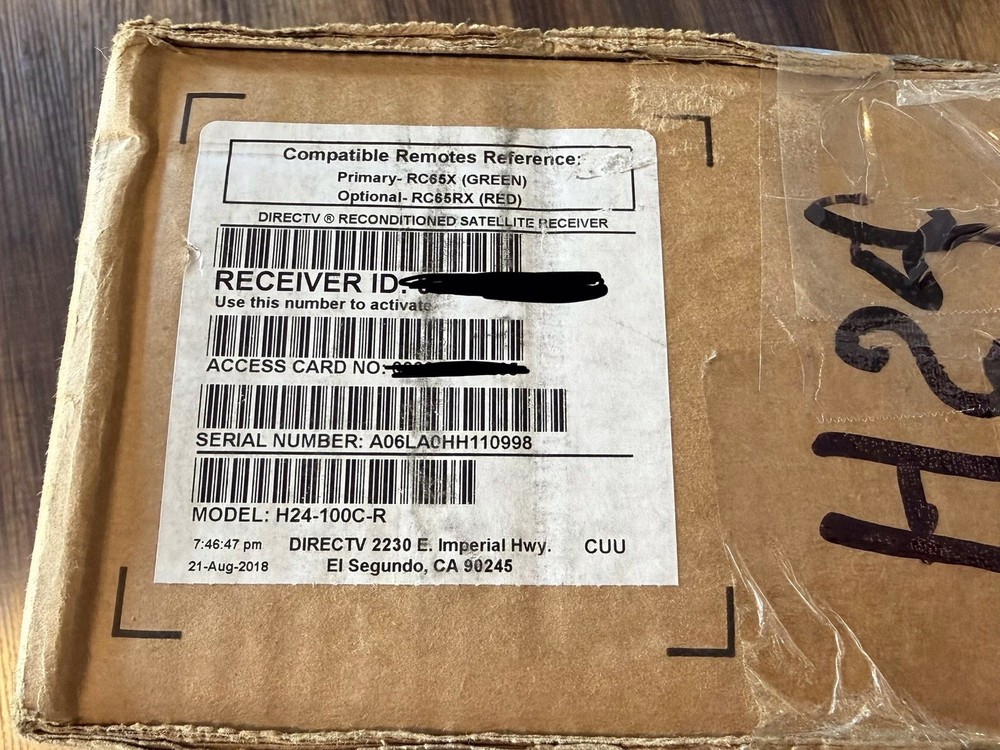 Compatible Remotes Reference:
Primary- RC65X (GREEN)
Optional- RC65RX (RED)
DIRECTV ® RECONDITIONED SATELLITE RECEIVER
RECEIVER ID:
Use this number to activate
ACCESS CARD NO:
SERIAL NUMBER: A06LA0HH110998
MODEL: H24-100C-R
7:46:47 pm DIRECTV 2230 E. Imperial Hwy. CUU
21-Aug-2018 El Segundo, CA 90245
H24